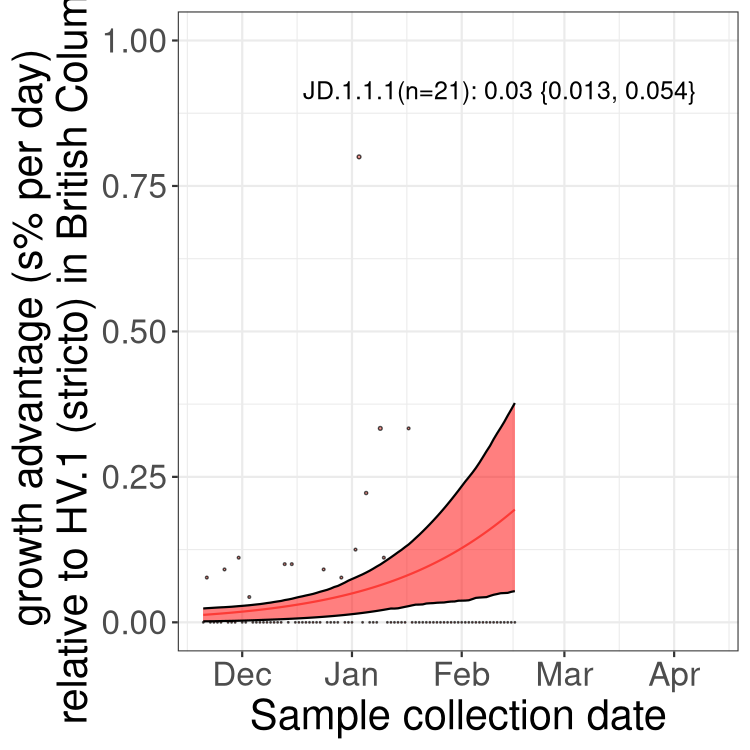 growth advantage (s% per day)
relative to HV.1 (stricto) in British Colum
1.00
0.75
0.50
0.25
0.00
JD.1.1.1(n=21): 0.03 {0.013, 0.054}
Dec Jan Feb Mar Apr
Sample collection date